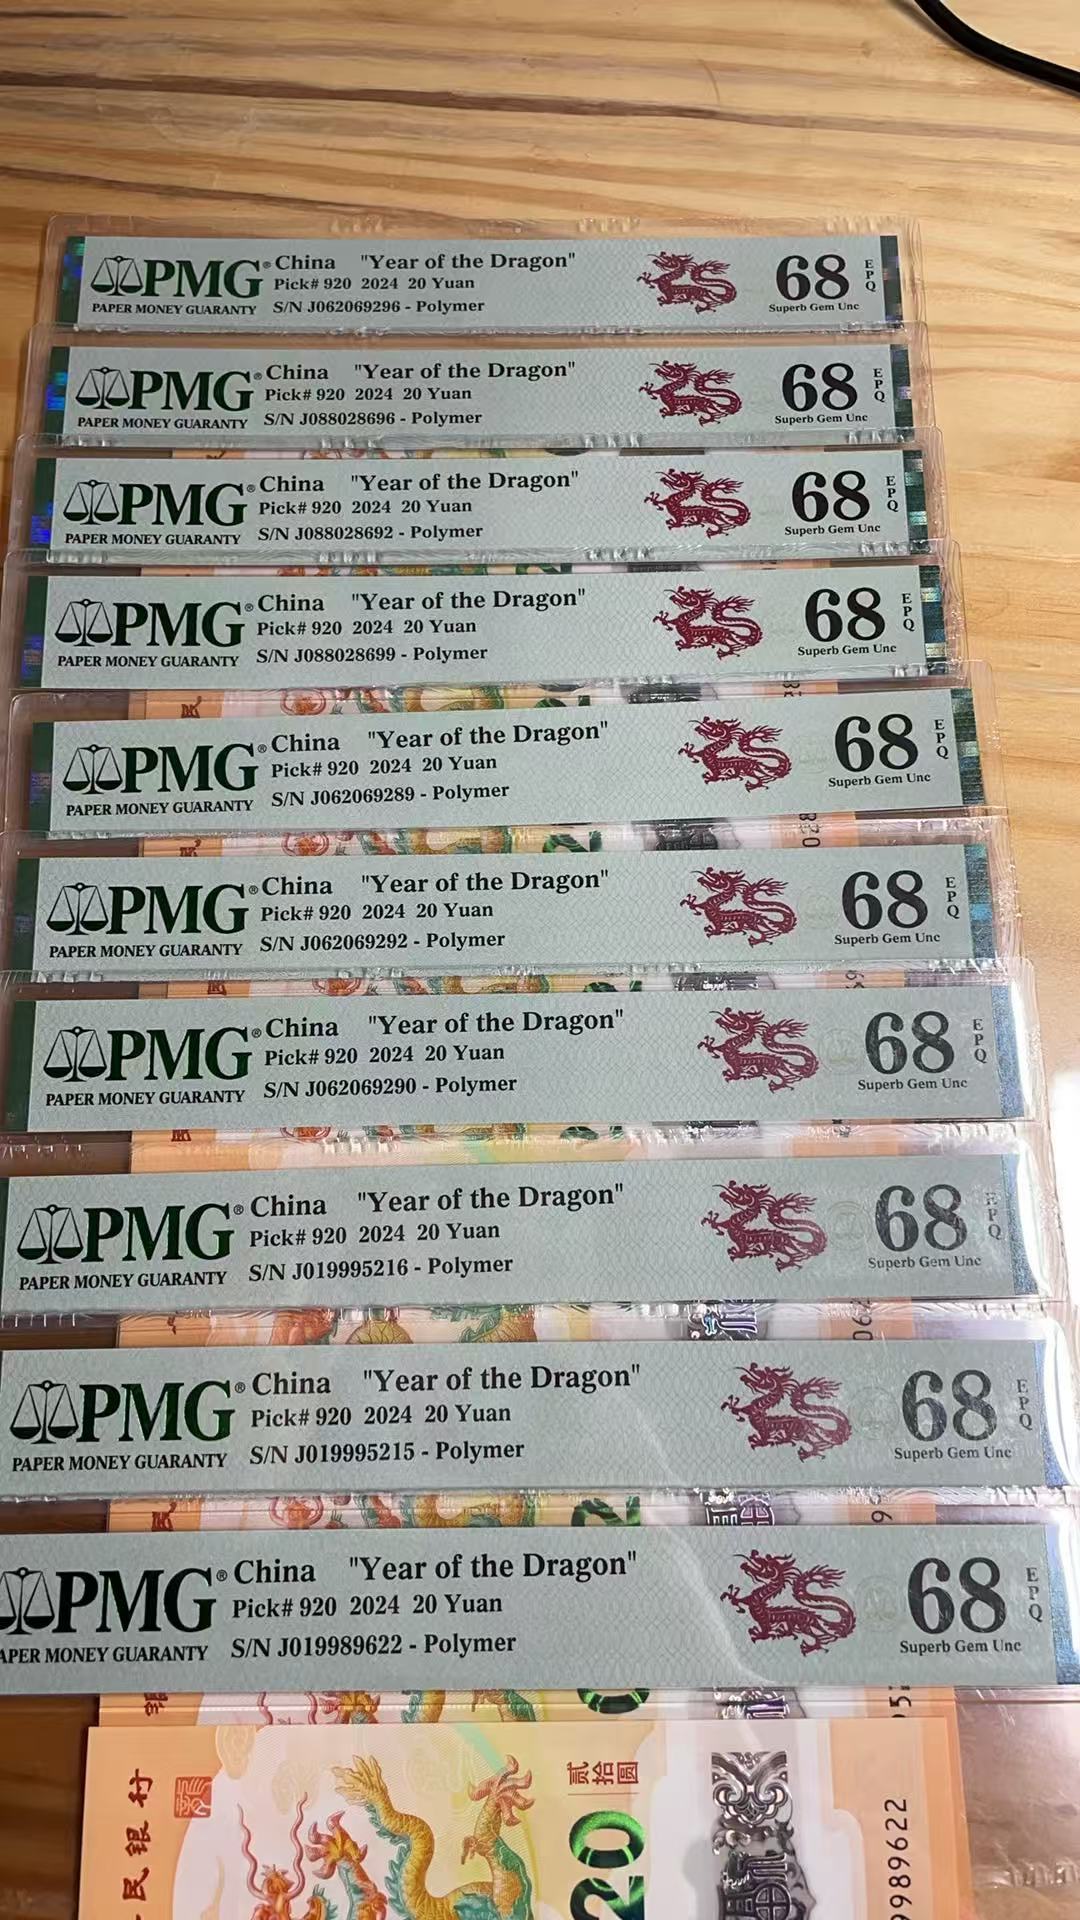 PMG® China "Year of the Dragon" 68 EPQ
Pick# 920 2024 20 Yuan
PAPER MONEY GUARANTY S/N J062069296 - Polymer Superb Gem Unc
PMG® China "Year of the Dragon" 68 EPQ
Pick# 920 2024 20 Yuan
PAPER MONEY GUARANTY S/N J088028696 - Polymer Superb Gem Unc
PMG® China "Year of the Dragon" 68 EPQ
Pick# 920 2024 20 Yuan
PAPER MONEY GUARANTY S/N J088028692 - Polymer Superb Gem Unc
PMG® China "Year of the Dragon" 68 EPQ
Pick# 920 2024 20 Yuan
PAPER MONEY GUARANTY S/N J088028699 - Polymer Superb Gem Unc
PMG® China "Year of the Dragon" 68 EPQ
Pick# 920 2024 20 Yuan
PAPER MONEY GUARANTY S/N J062069289 - Polymer Superb Gem Unc
PMG® China "Year of the Dragon" 68 EPQ
Pick# 920 2024 20 Yuan
PAPER MONEY GUARANTY S/N J062069292 - Polymer Superb Gem Unc
PMG® China "Year of the Dragon" 68 EPQ
Pick# 920 2024 20 Yuan
PAPER MONEY GUARANTY S/N J062069290 - Polymer Superb Gem Unc
PMG® China "Year of the Dragon" 68 EPQ
Pick# 920 2024 20 Yuan
PAPER MONEY GUARANTY S/N J019995216 - Polymer Superb Gem Unc
PMG® China "Year of the Dragon" 68 EPQ
Pick# 920 2024 20 Yuan
PAPER MONEY GUARANTY S/N J019995215 - Polymer Superb Gem Unc
PMG® China "Year of the Dragon" 68 EPQ
Pick# 920 2024 20 Yuan
APER MONEY GUARANTY S/N J019989622 - Polymer Superb Gem Unc
民银行
贰拾圆
20
9989622